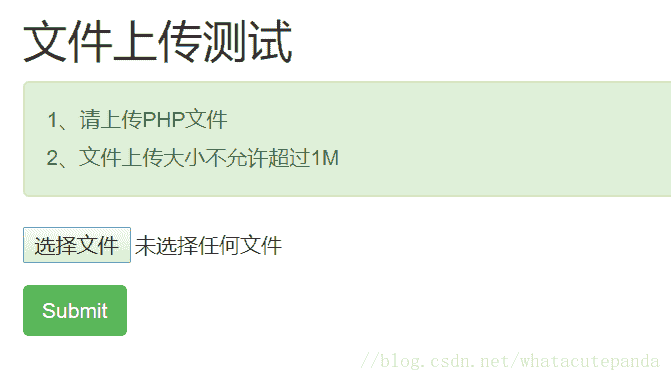 文件上传测试
1、请上传PHP文件
2、文件上传大小不允许超过1M
选择文件 未选择任何文件
Submit
//blog.csdn.net/whatacutepanda